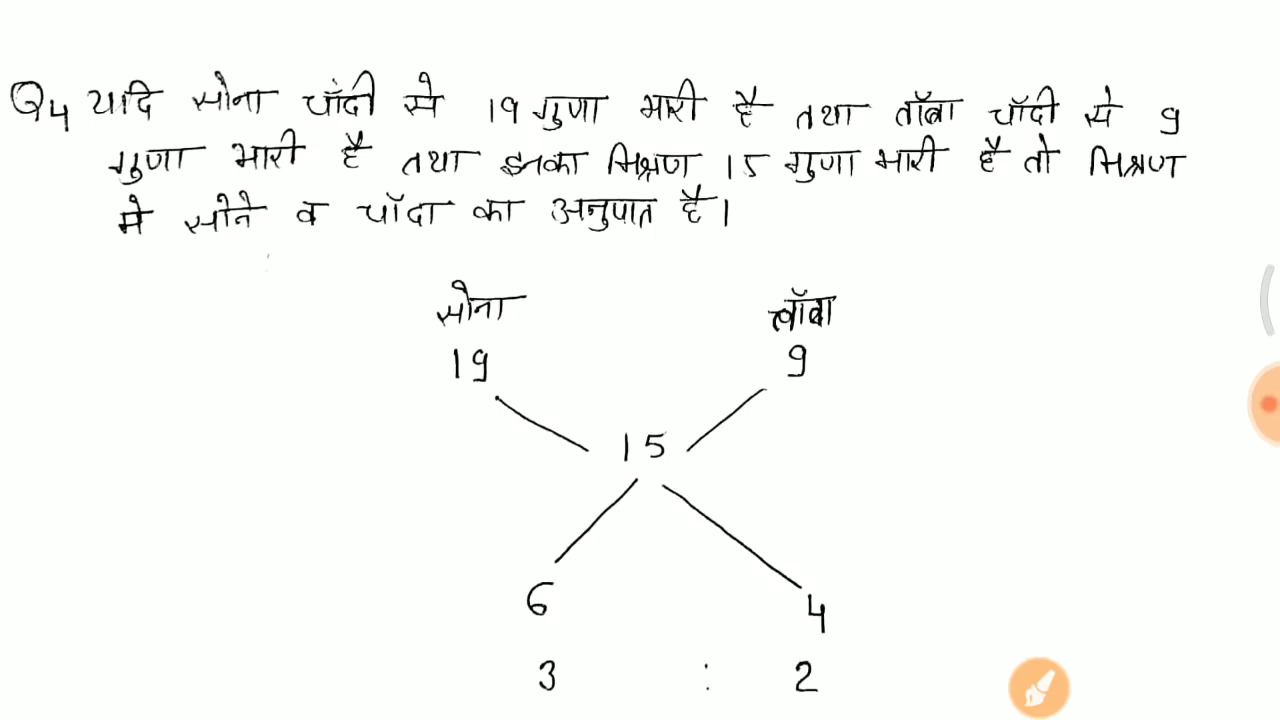 Q4 यदि सोना चाँदी से 19 गुणा भारी है तथा ताँबा चाँदी से 9
गुणा भारी है तथा इनका मिश्रण 15 गुणा भारी है तो मिश्रण
मे सोने व चाँदा का अनुपात है।
सोना ताँबा
19 9
15
6 4
3 : 2